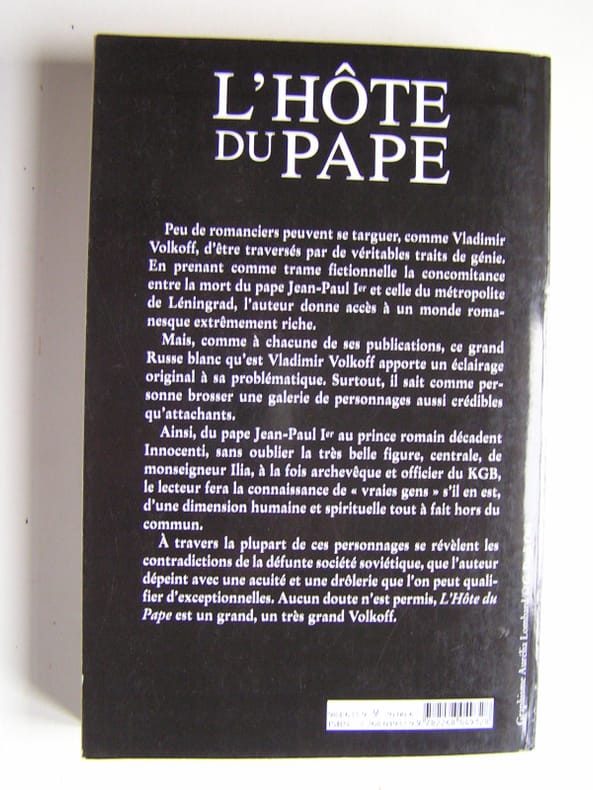 L'HÔTE
DU PAPE
Peu de romanciers peuvent se targuer, comme Vladimir
Volkoff, d'être traversés par de véritables traits de génie.
En prenant comme trame fictionnelle la concomitance
entre la mort du pape Jean-Paul Ier et celle du métropolite
de Léningrad, l'auteur donne accès à un monde roma-
nesque extrêmement riche.
Mais, comme à chacune de ses publications, ce grand
Russe blanc qu'est Vladimir Volkoff apporte un éclairage
original à sa problématique. Surtout, il sait comme per-
sonne brosser une galerie de personnages aussi crédibles
qu'attachants.
Ainsi, du pape Jean-Paul Ier au prince romain décadent
Innocenti, sans oublier la très belle figure, centrale, de
monseigneur Ilia, à la fois archevêque et officier du KGB,
le lecteur fera la connaissance de « vraies gens » s'il en est,
d'une dimension humaine et spirituelle tout à fait hors du
commun.
À travers la plupart de ces personnages se révèlent les
contradictions de la défunte société soviétique, que l'auteur
dépeint avec une acuité et une drôlerie que l'on peut quali-
fier d'exceptionnelles. Aucun doute n'est permis, L'Hôte du
Pape est un grand, un très grand Volkoff.
Graphisme Aurélia Lombard
ISBN